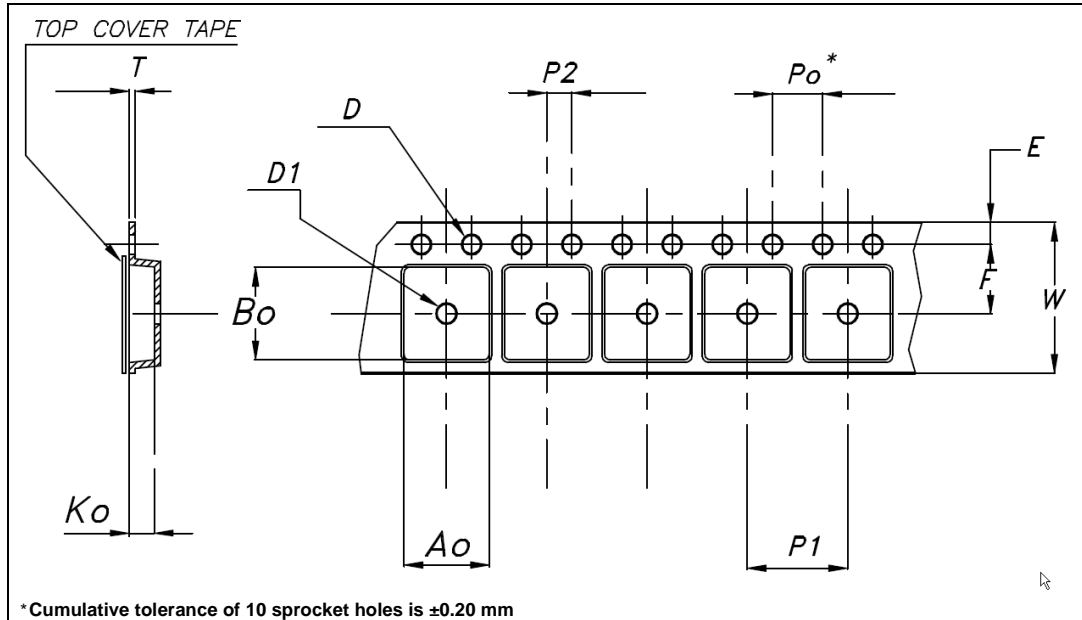 TOP COVER TAPE
T
P2
Po*
D
E
D1
F
W
Bo
Ko
Ao
P1
*Cumulative tolerance of 10 sprocket holes is ±0.20 mm